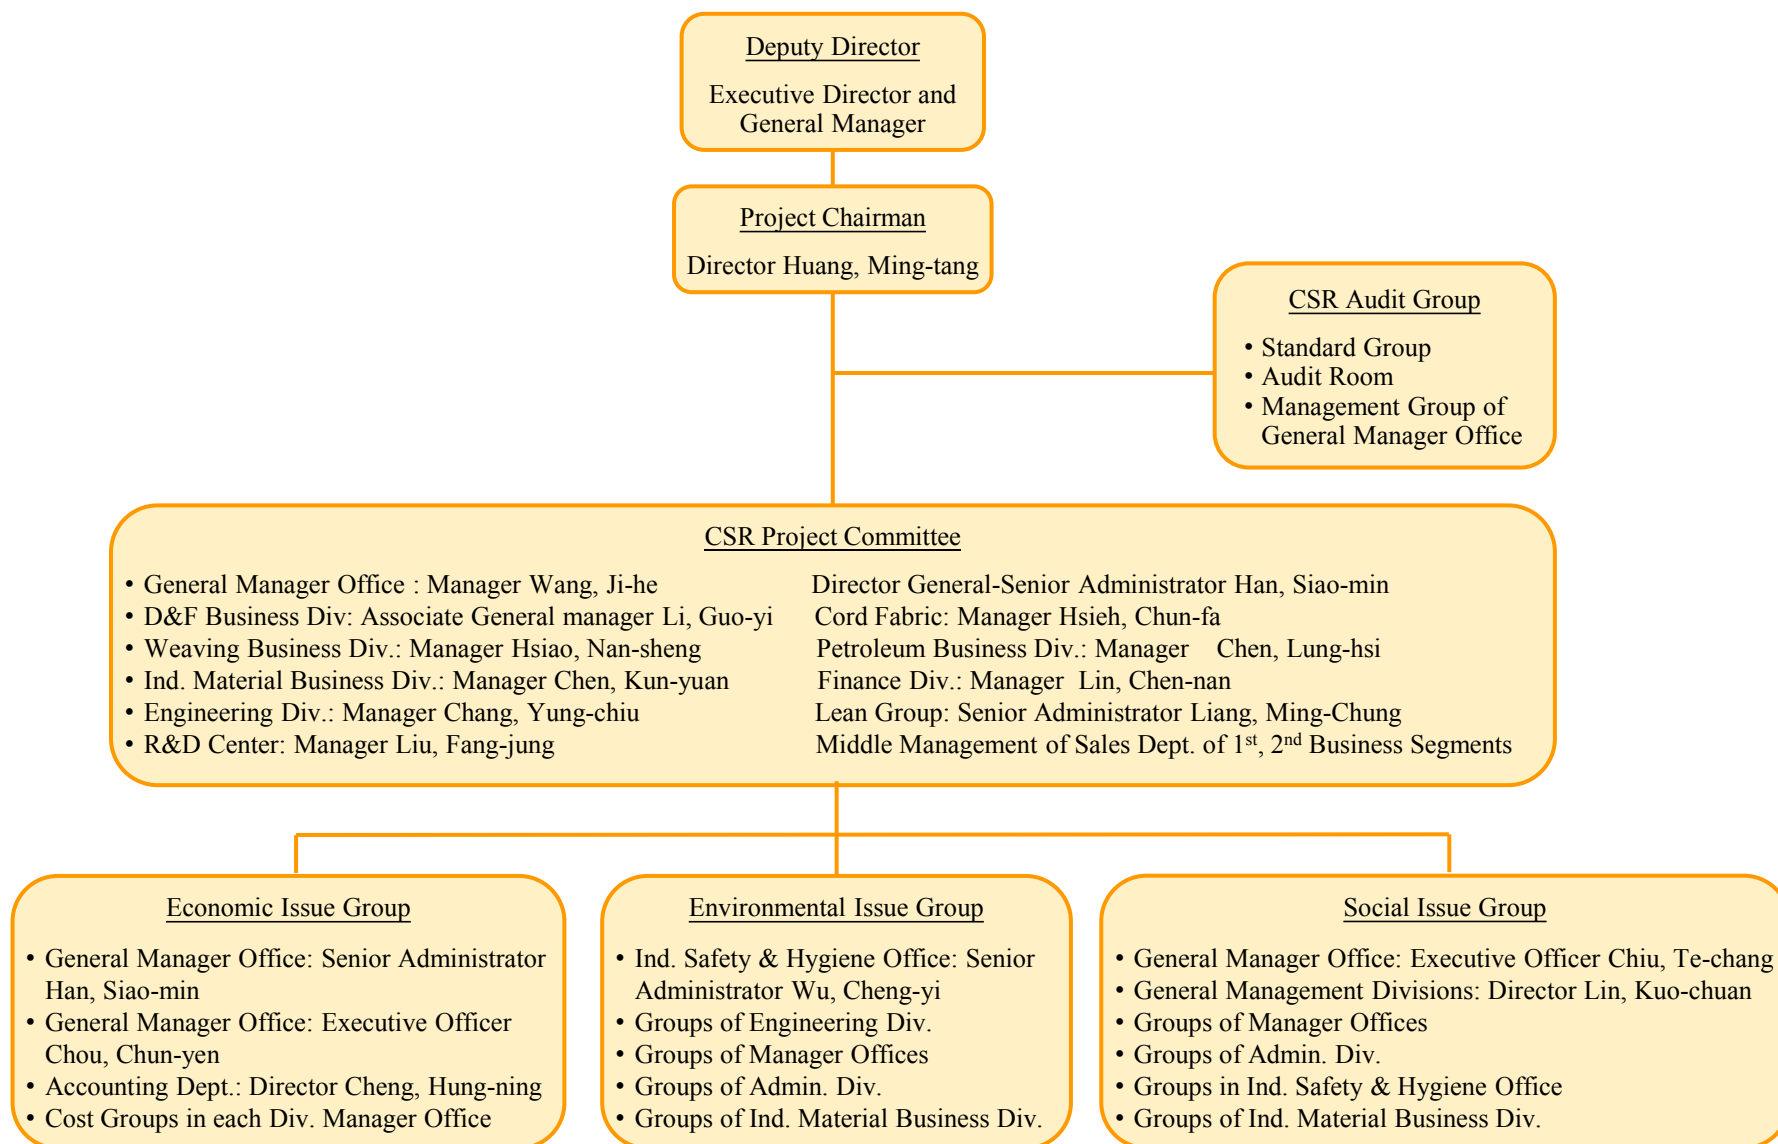 Deputy Director
Executive Director and
General Manager
Project Chairman
Director Huang, Ming-tang
CSR Audit Group
• Standard Group
• Audit Room
• Management Group of
General Manager Office
CSR Project Committee
• General Manager Office : Manager Wang, Ji-he
• D&F Business Div: Associate General manager Li, Guo-yi
• Weaving Business Div.: Manager Hsiao, Nan-sheng
• Ind. Material Business Div.: Manager Chen, Kun-yuan
• Engineering Div.: Manager Chang, Yung-chiu
• R&D Center: Manager Liu, Fang-jung
Director General-Senior Administrator Han, Siao-min
Cord Fabric: Manager Hsieh, Chun-fa
Petroleum Business Div.: Manager Chen, Lung-hsi
Finance Div.: Manager Lin, Chen-nan
Lean Group: Senior Administrator Liang, Ming-Chung
Middle Management of Sales Dept. of 1st, 2nd Business Segments
Economic Issue Group
• General Manager Office: Senior Administrator
Han, Siao-min
• General Manager Office: Executive Officer
Chou, Chun-yen
• Accounting Dept.: Director Cheng, Hung-ning
• Cost Groups in each Div. Manager Office
Environmental Issue Group
• Ind. Safety & Hygiene Office: Senior
Administrator Wu, Cheng-yi
• Groups of Engineering Div.
• Groups of Manager Offices
• Groups of Admin. Div.
• Groups of Ind. Material Business Div.
Social Issue Group
• General Manager Office: Executive Officer Chiu, Te-chang
• General Management Divisions: Director Lin, Kuo-chuan
• Groups of Manager Offices
• Groups of Admin. Div.
• Groups in Ind. Safety & Hygiene Office
• Groups of Ind. Material Business Div.